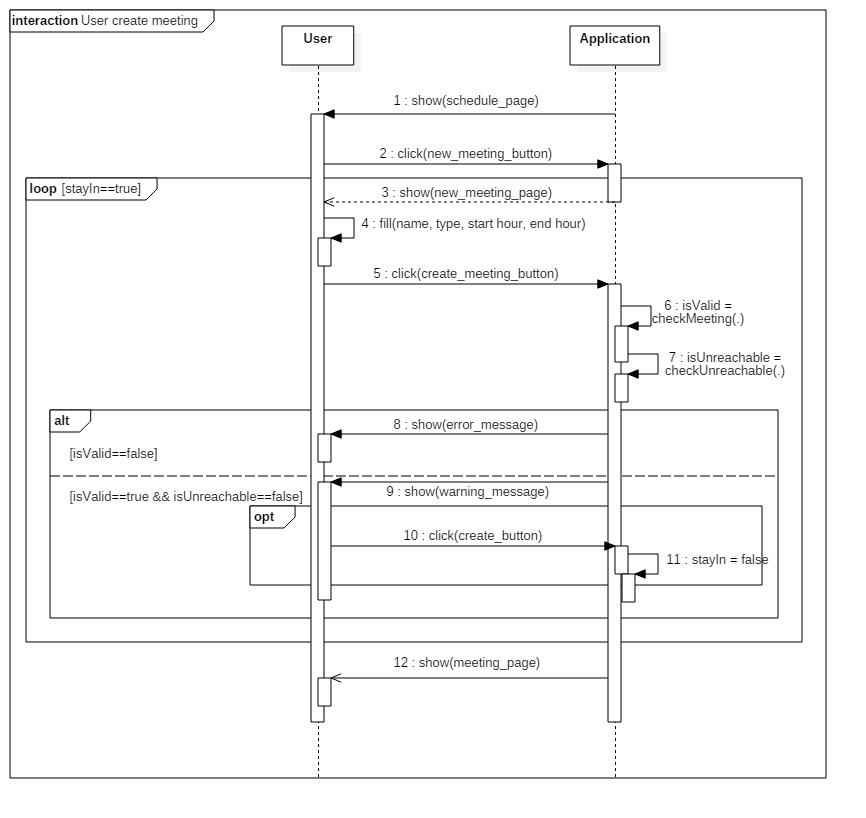 interaction User create meeting
User
Application
1 : show(schedule_page)
2 : click(new_meeting_button)
loop [stayIn==true]
3 : show(new_meeting_page)
4 : fill(name, type, start hour, end hour)
5 : click(create_meeting_button)
6 : isValid =
checkMeeting(.)
7 : isUnreachable =
checkUnreachable(.)
alt
8 : show(error_message)
[isValid==false]
9 : show(warning_message)
[isValid==true && isUnreachable==false]
opt
10 : click(create_button)
11 : stayIn = false
12 : show(meeting_page)